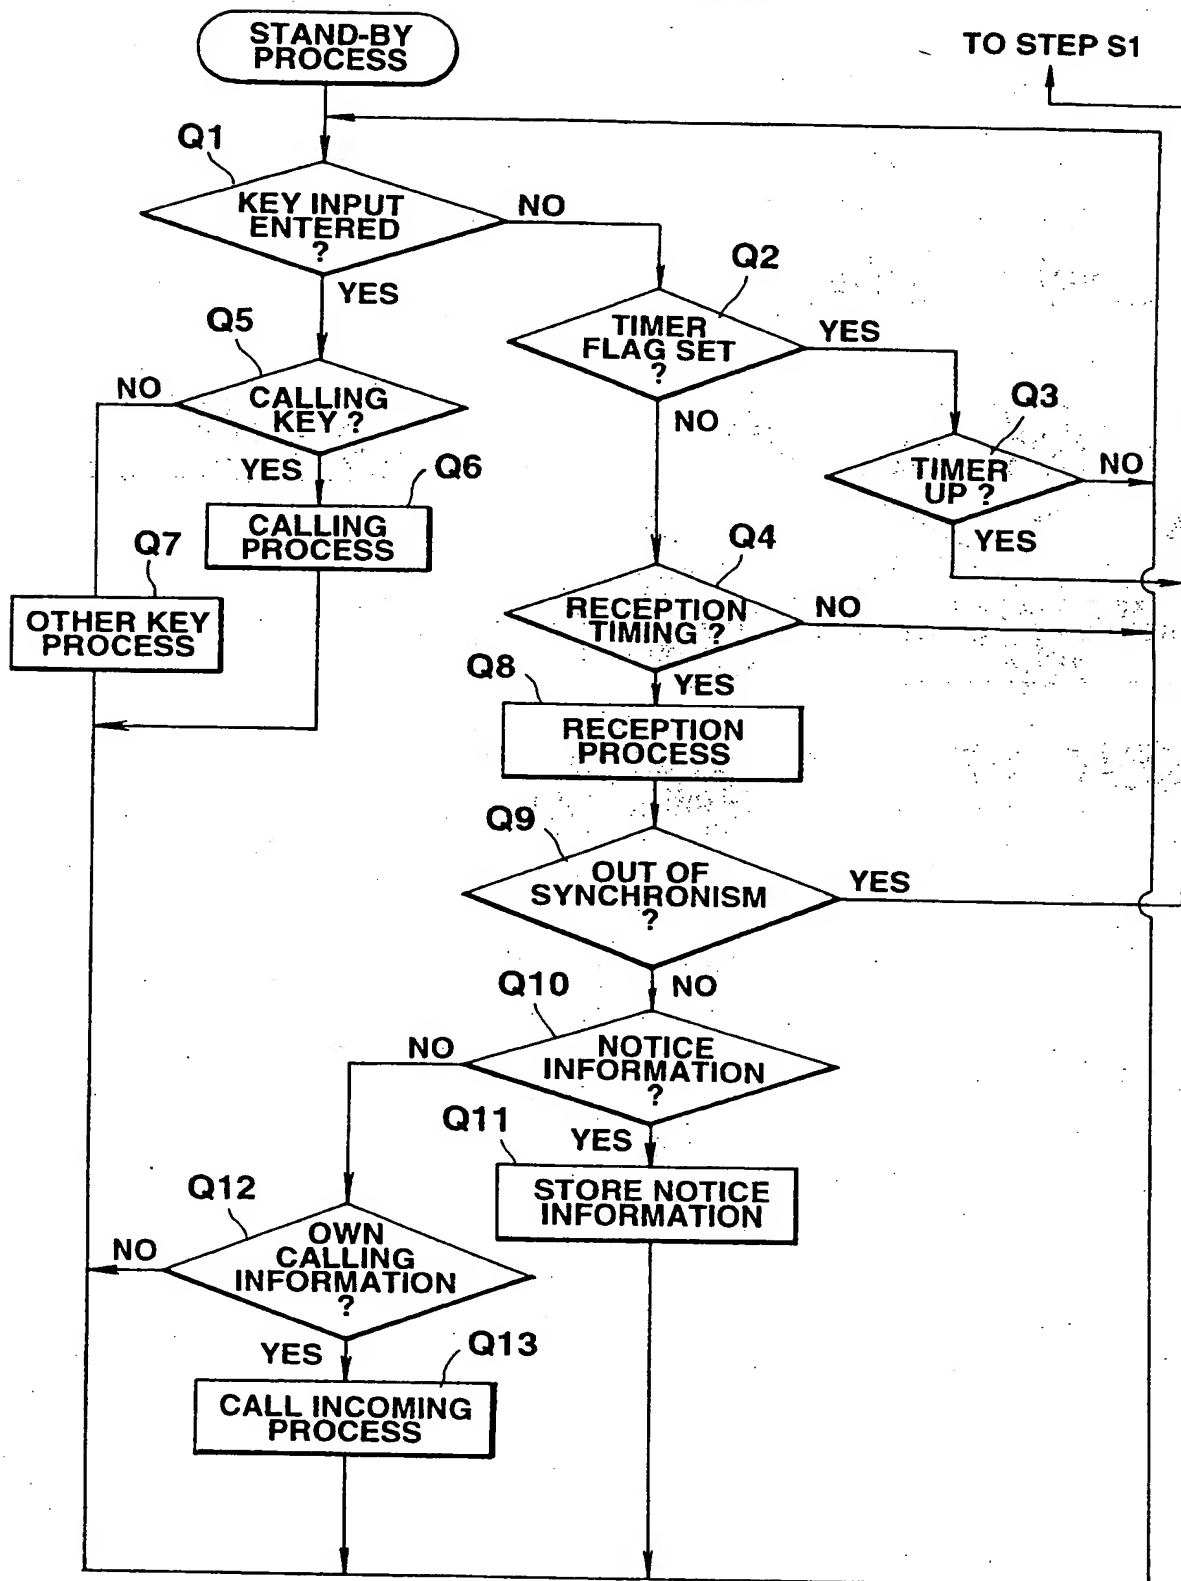 STAND-BY
PROCESS
TO STEP S1
Q1
KEY INPUT
ENTERED
?
NO
YES
Q2
TIMER
FLAG SET
?
YES
NO
Q3
TIMER
UP ?
NO
YES
Q5
CALLING
KEY ?
NO
YES
Q6
CALLING
PROCESS
Q7
OTHER KEY
PROCESS
Q4
RECEPTION
TIMING ?
NO
YES
Q8
RECEPTION
PROCESS
Q9
OUT OF
SYNCHRONISM
?
YES
NO
Q10
NOTICE
INFORMATION
?
NO
YES
Q11
STORE NOTICE
INFORMATION
Q12
OWN
CALLING
INFORMATION
?
NO
YES
Q13
CALL INCOMING
PROCESS